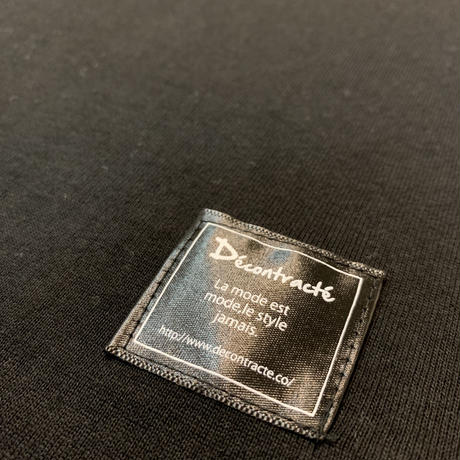 Décontracté
La mode est
mode,le style
jamais.
http://www.decontracte.co/